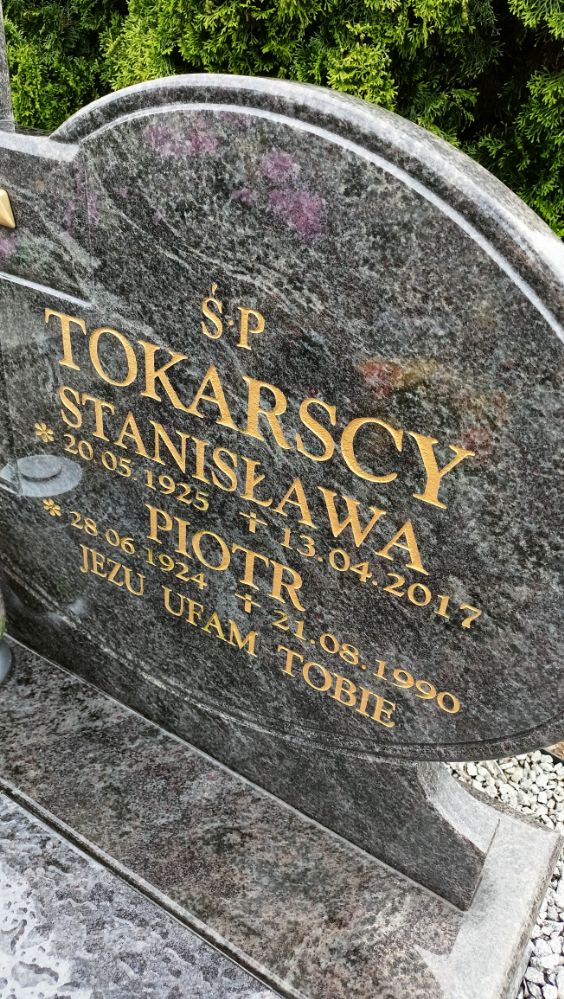 Ś.P
TOKARSCY
STANISŁAWA
* 20.05.1925 † 13.04.2017
PIOTR
* 28.06.1924 † 21.08.1990
JEZU UFAM TOBIE